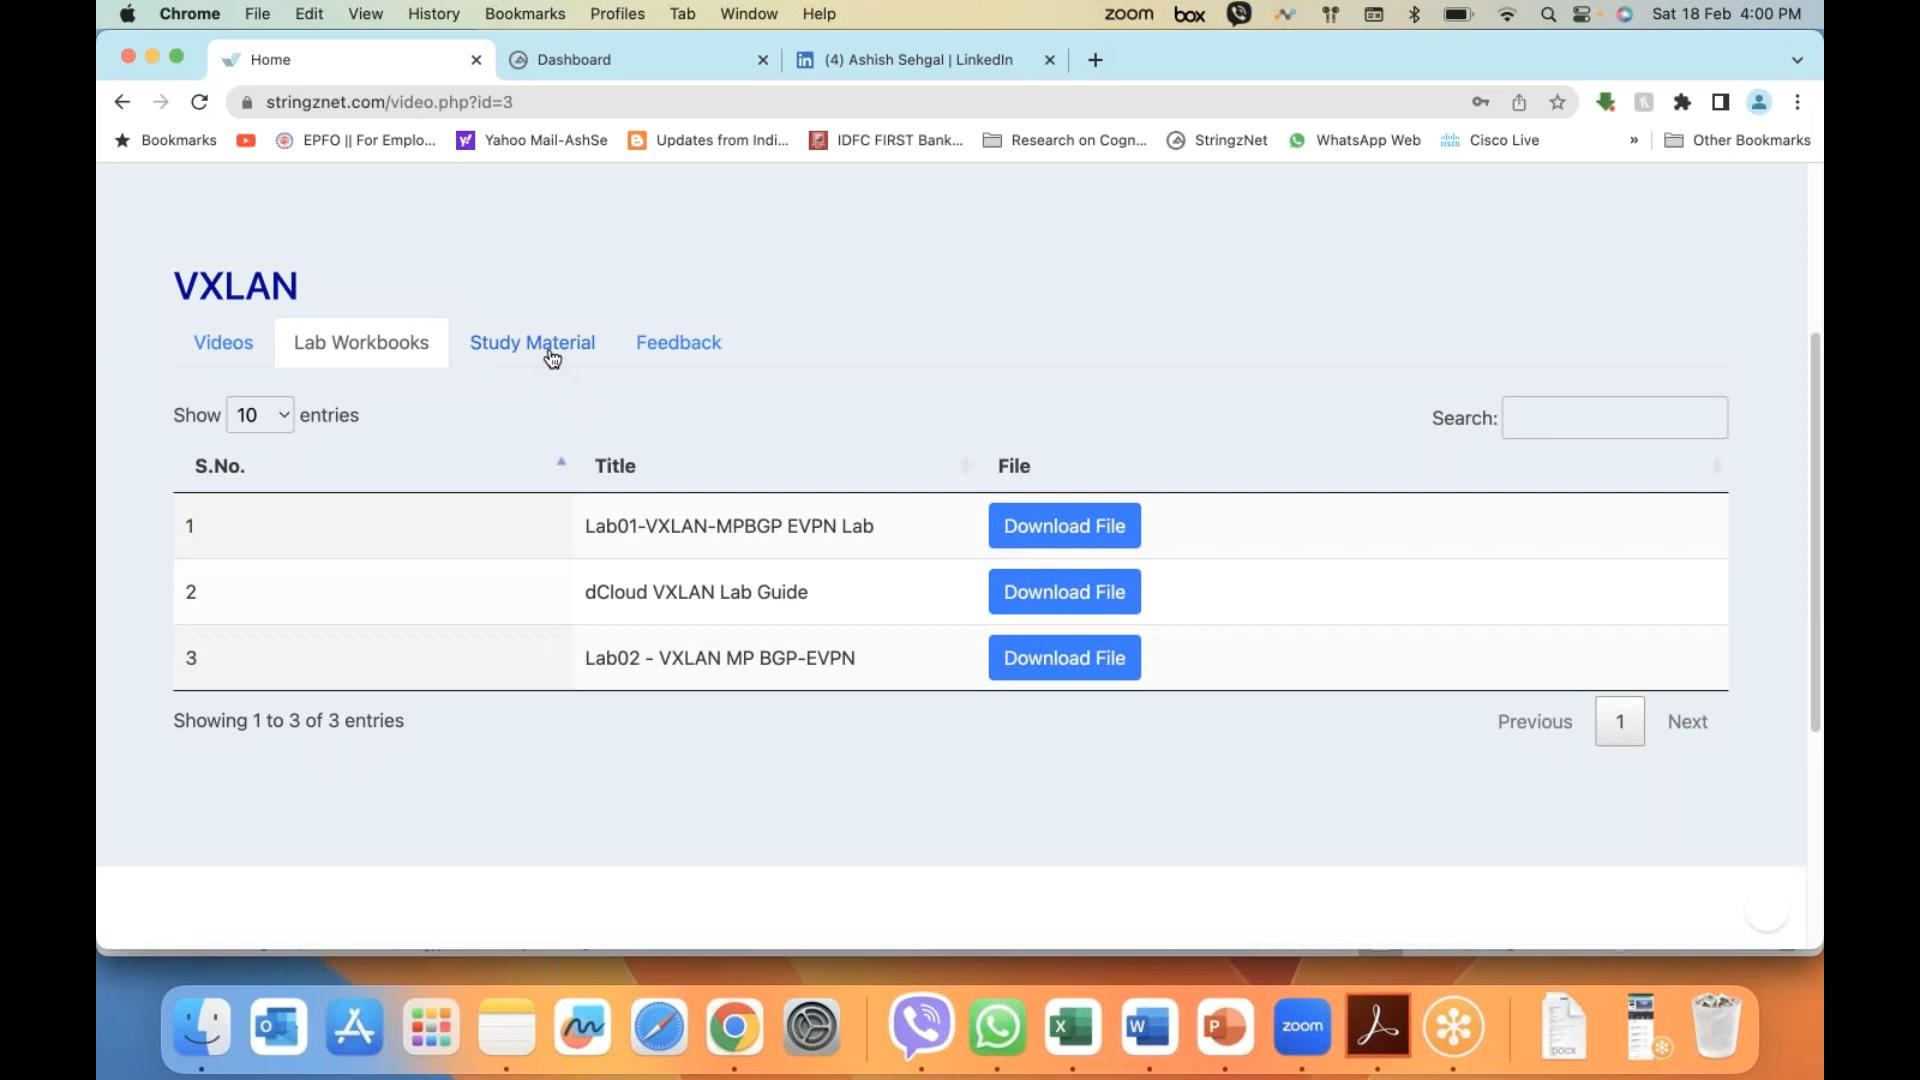 Chrome File Edit View History Bookmarks Profiles Tab Window Help zoom box Sat 18 Feb 4:00 PM
Home Dashboard (4) Ashish Sehgal | LinkedIn
stringznet.com/video.php?id=3
Bookmarks EPFO || For Emplo... Yahoo Mail-AshSe Updates from Indi... IDFC FIRST Bank... Research on Cogn... StringzNet WhatsApp Web Cisco Live » Other Bookmarks
VXLAN
Videos Lab Workbooks Study Material Feedback
Show 10 entries Search:
S.No. Title File
1 Lab01-VXLAN-MPBGP EVPN Lab Download File
2 dCloud VXLAN Lab Guide Download File
3 Lab02 - VXLAN MP BGP-EVPN Download File
Showing 1 to 3 of 3 entries Previous 1 Next
zoom
DOCX